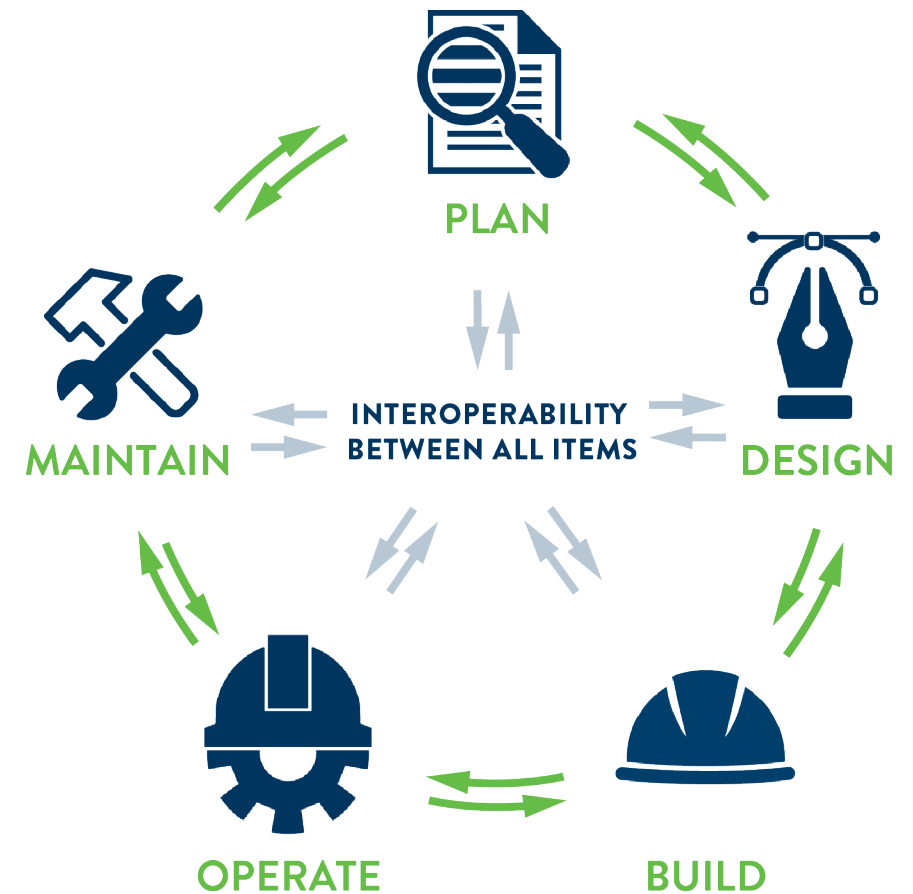 PLAN
INTEROPERABILITY
BETWEEN ALL ITEMS
MAINTAIN
DESIGN
OPERATE
BUILD